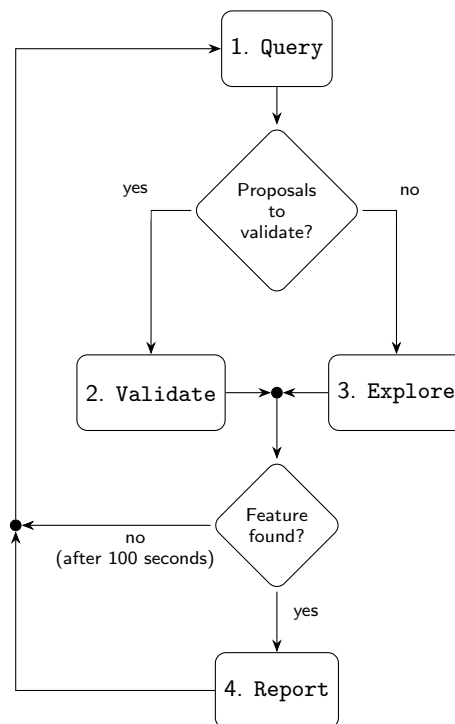 1. Query
Proposals
to
validate?
yes
no
2. Validate
3. Explore
Feature
found?
no
(after 100 seconds)
yes
4. Report